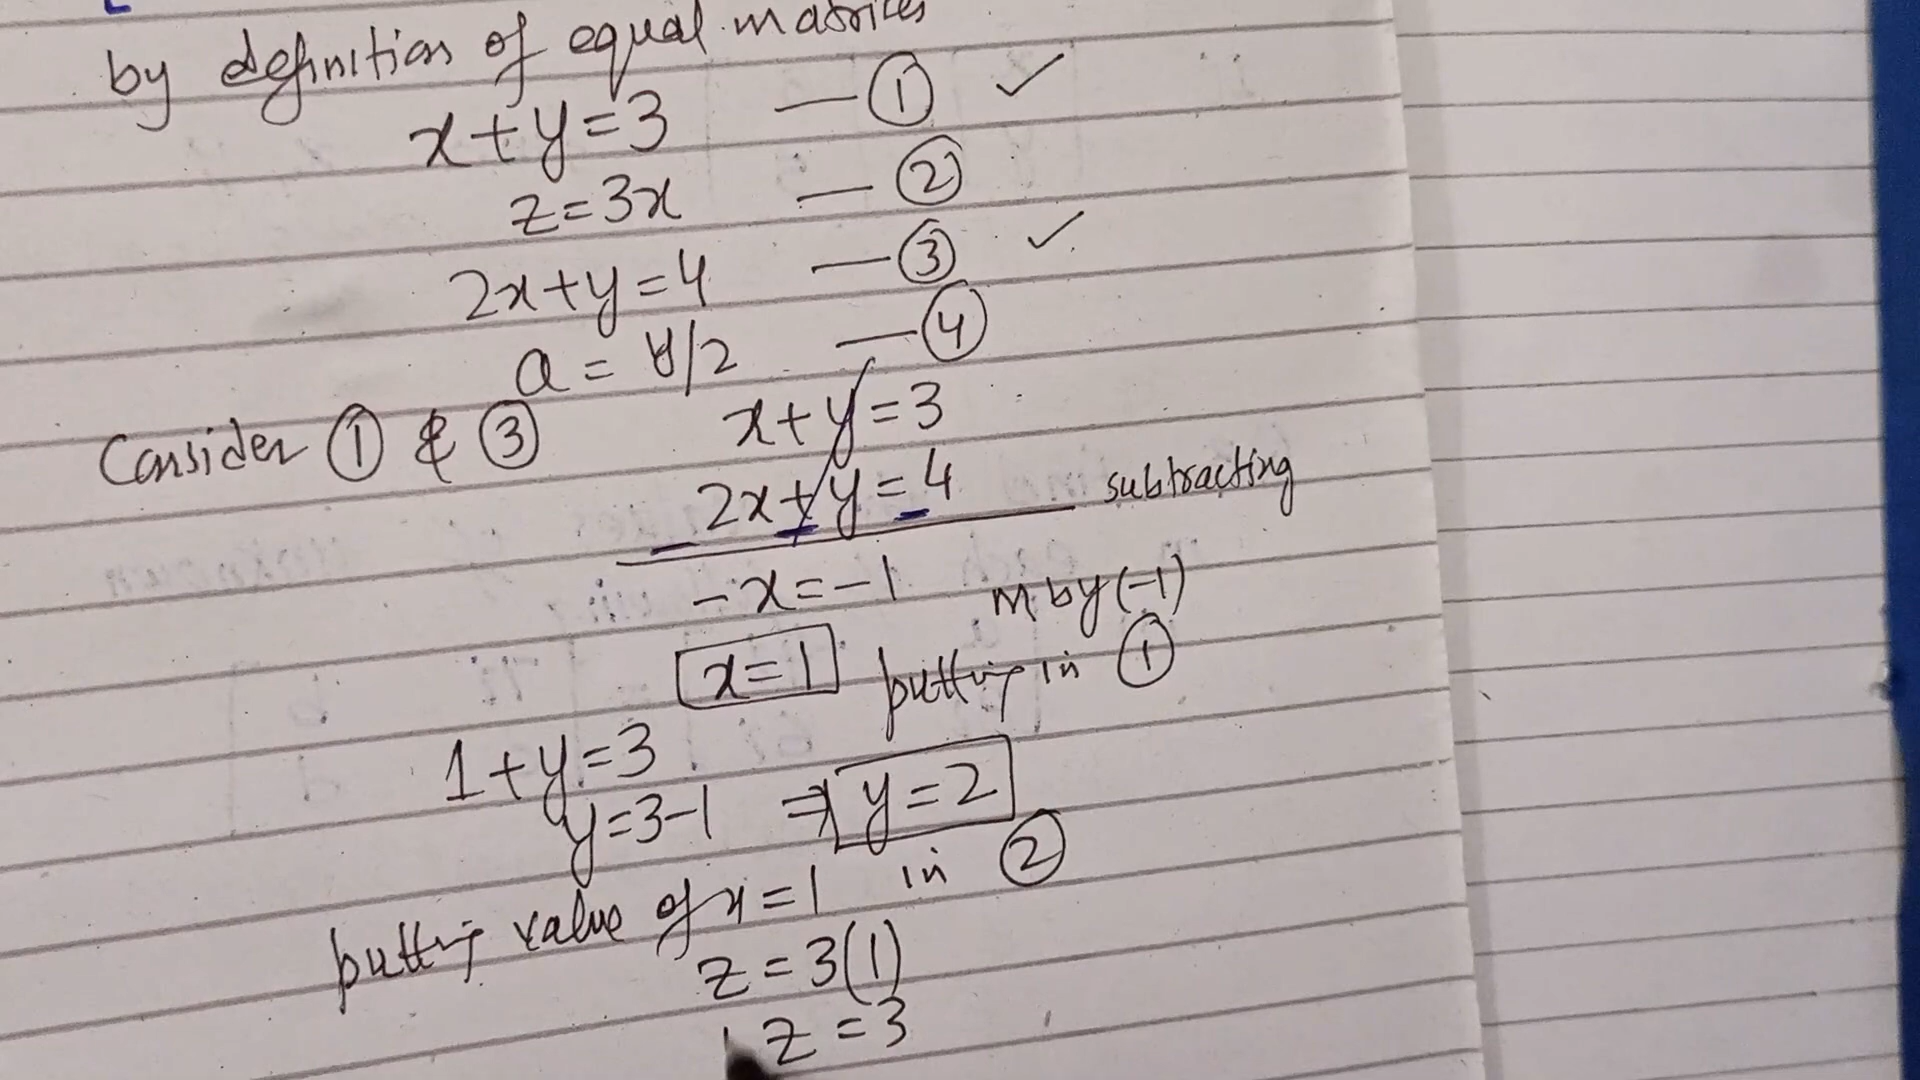 by definition of equal matrices
x+y=3 — ① ✓
z=3x — ②
2x+y=4 — ③ ✓
a = y/2 — ④
Consider ① & ③ x+y=3
2x+y=4 subtracting
-x=-1 m by (-1)
x=1 putting in ①
1+y=3
y=3-1 ⇒ y=2
putting value of x=1 in ②
z=3(1)
z=3